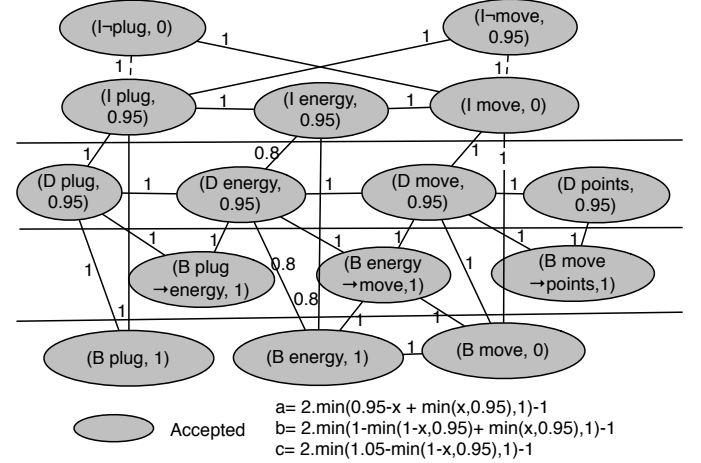 (I¬plug, 0)
(I¬move,
0.95)
1
1
1
1
(I plug,
0.95)
1
(I energy,
0.95)
1
(I move, 0)
1
0.8
1
1
(D plug,
0.95)
1
(D energy,
0.95)
1
(D move,
0.95)
1
(D points,
0.95)
1
1
1
1
1
1
1
(B plug
→energy, 1)
0.8
(B energy
→move,1)
1
(B move
→points,1)
0.8
1
1
1
(B plug, 1)
(B energy, 1)
1
(B move, 0)
Accepted
a= 2.min(0.95-x + min(x,0.95),1)-1
b= 2.min(1-min(1-x,0.95)+ min(x,0.95),1)-1
c= 2.min(1.05-min(1-x,0.95),1)-1